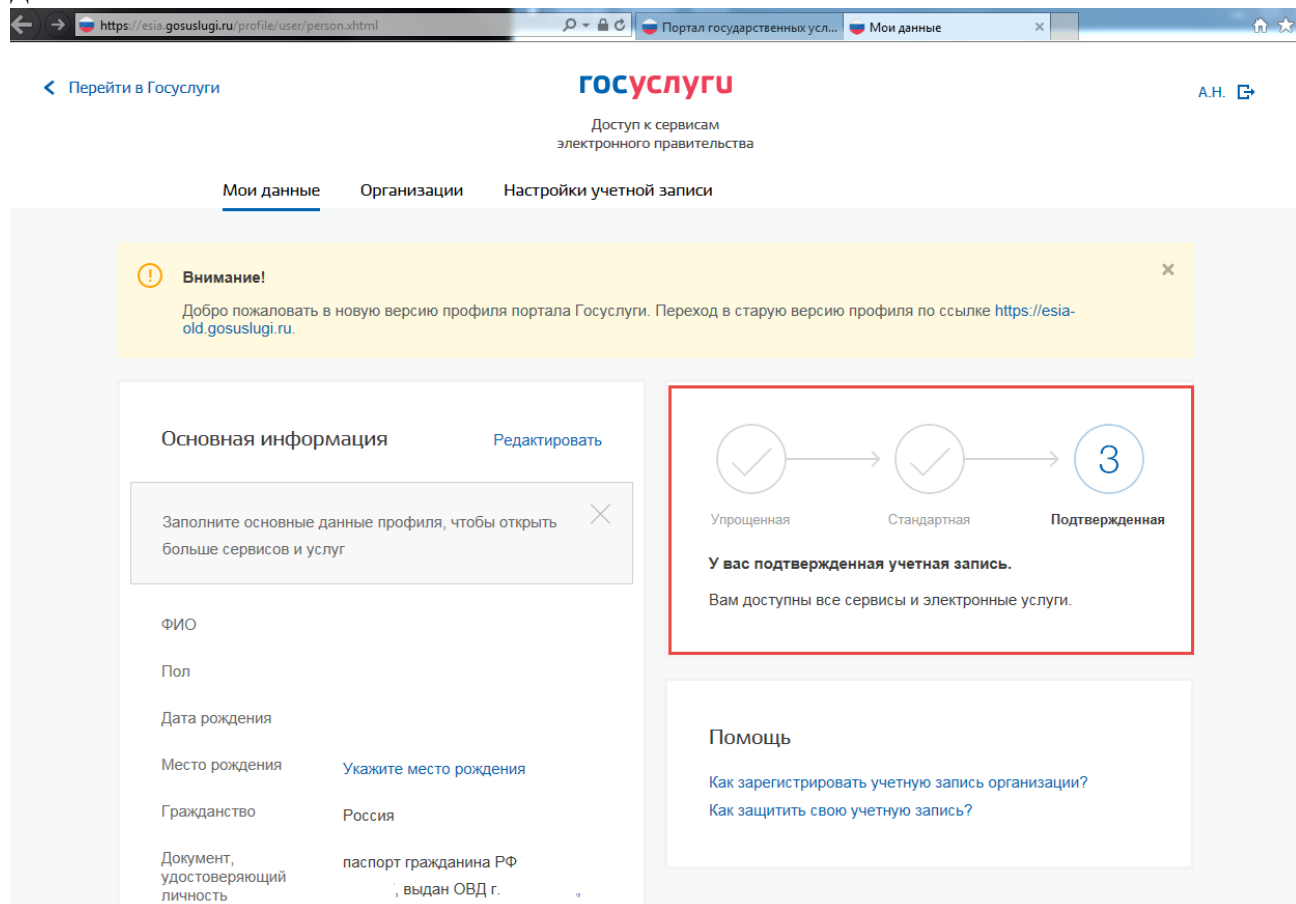 Д
https://esia.gosuslugi.ru/profile/user/person.xhtml
Портал государственных усл...
Мои данные
Перейти в Госуслуги
госуслуги
А.Н.
Доступ к сервисам
электронного правительства
Мои данные
Организации
Настройки учетной записи
Внимание!
Добро пожаловать в новую версию профиля портала Госуслуги. Переход в старую версию профиля по ссылке https://esia-
old.gosuslugi.ru.
Основная информация
Редактировать
Заполните основные данные профиля, чтобы открыть
больше сервисов и услуг
ФИО
Пол
Дата рождения
Место рождения
Укажите место рождения
Гражданство
Россия
Документ,
удостоверяющий
личность
паспорт гражданина РФ
, выдан ОВД г.
3
Упрощенная
Стандартная
Подтвержденная
У вас подтвержденная учетная запись.
Вам доступны все сервисы и электронные услуги.
Помощь
Как зарегистрировать учетную запись организации?
Как защитить свою учетную запись?